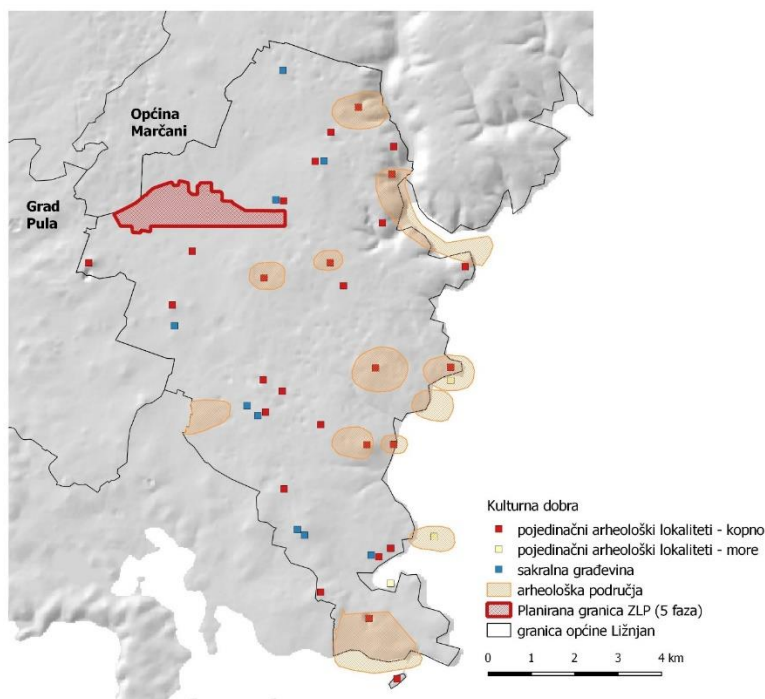 Općina
Marčani
Grad
Pula
Kulturna dobra
pojedinačni arheološki lokaliteti - kopno
pojedinačni arheološki lokaliteti - more
sakralna građevina
arheološka područja
Planirana granica ZLP (5 faza)
granica općine Ližnjan
0 1 2 3 4 km